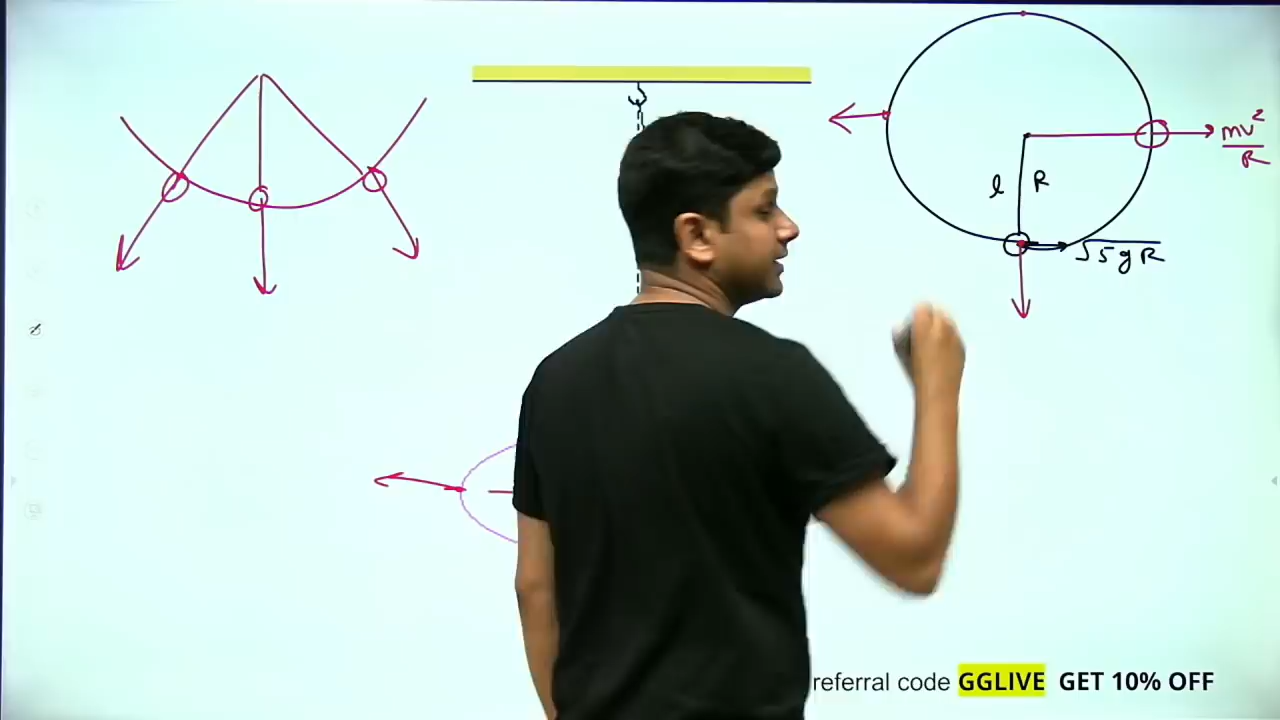 mv²
R
l R
√5gR
referral code GGLIVE GET 10% OFF